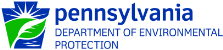 pennsylvania
DEPARTMENT OF ENVIRONMENTAL
PROTECTION